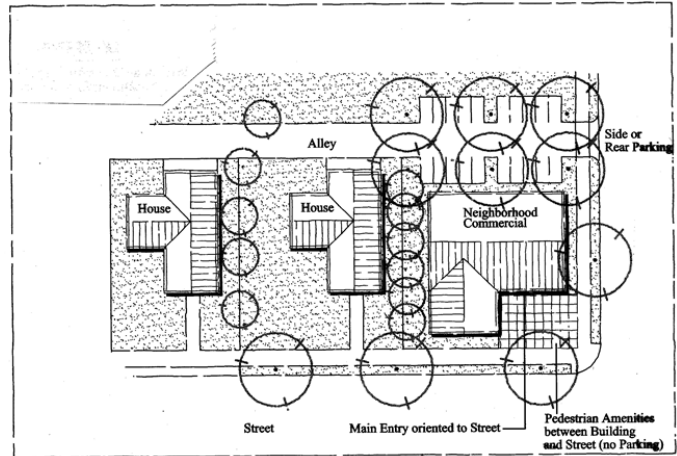 Alley
Side or
Rear Parking
House
House
Neighborhood
Commercial
Street
Main Entry oriented to Street
Pedestrian Amenities
between Building
and Street (no Parking)